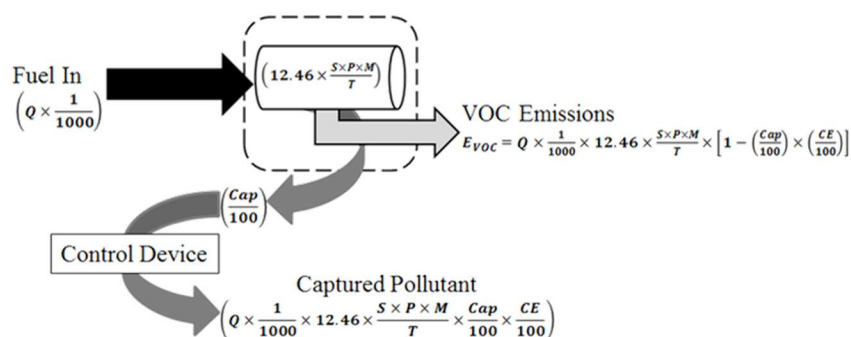 Fuel In
(Q × 1/1000)
(12.46 × S×P×M/T)
VOC Emissions
E_VOC = Q × 1/1000 × 12.46 × S×P×M/T × [1 − (Cap/100) × (CE/100)]
(Cap/100)
Control Device
Captured Pollutant
(Q × 1/1000 × 12.46 × S × P × M/T × Cap/100 × CE/100)